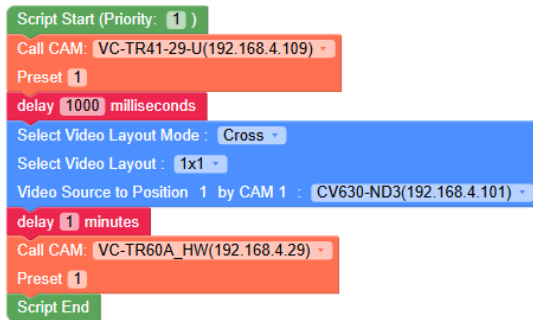 Script Start (Priority: 1 )
Call CAM: VC-TR41-29-U(192.168.4.109)
Preset 1
delay 1000 milliseconds
Select Video Layout Mode : Cross
Select Video Layout : 1x1
Video Source to Position 1 by CAM 1 : CV630-ND3(192.168.4.101)
delay 1 minutes
Call CAM: VC-TR60A_HW(192.168.4.29)
Preset 1
Script End